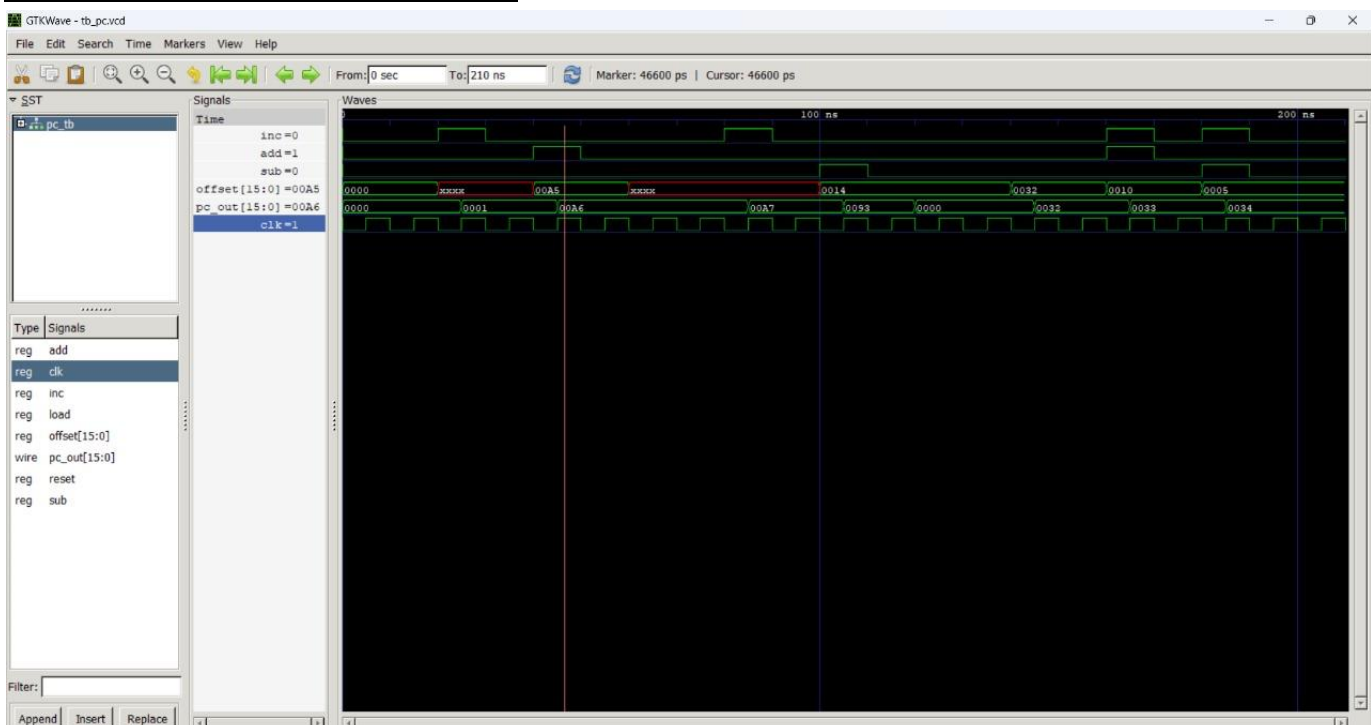 GTKWave - tb_pc.vcd
File Edit Search Time Markers View Help
From: 0 sec To: 210 ns Marker: 46600 ps | Cursor: 46600 ps
SST
pc_tb
Signals
Time
inc=0
add=1
sub=0
offset[15:0]=00A5
pc_out[15:0]=00A6
clk=1
Waves
100 ns 200 ns
0000 xxxx 00A5 xxxx 0014 0032 0010 0005
0000 0001 00A6 00A7 0093 0000 0032 0033 0034
Type Signals
reg add
reg clk
reg inc
reg load
reg offset[15:0]
wire pc_out[15:0]
reg reset
reg sub
Filter:
Append Insert Replace